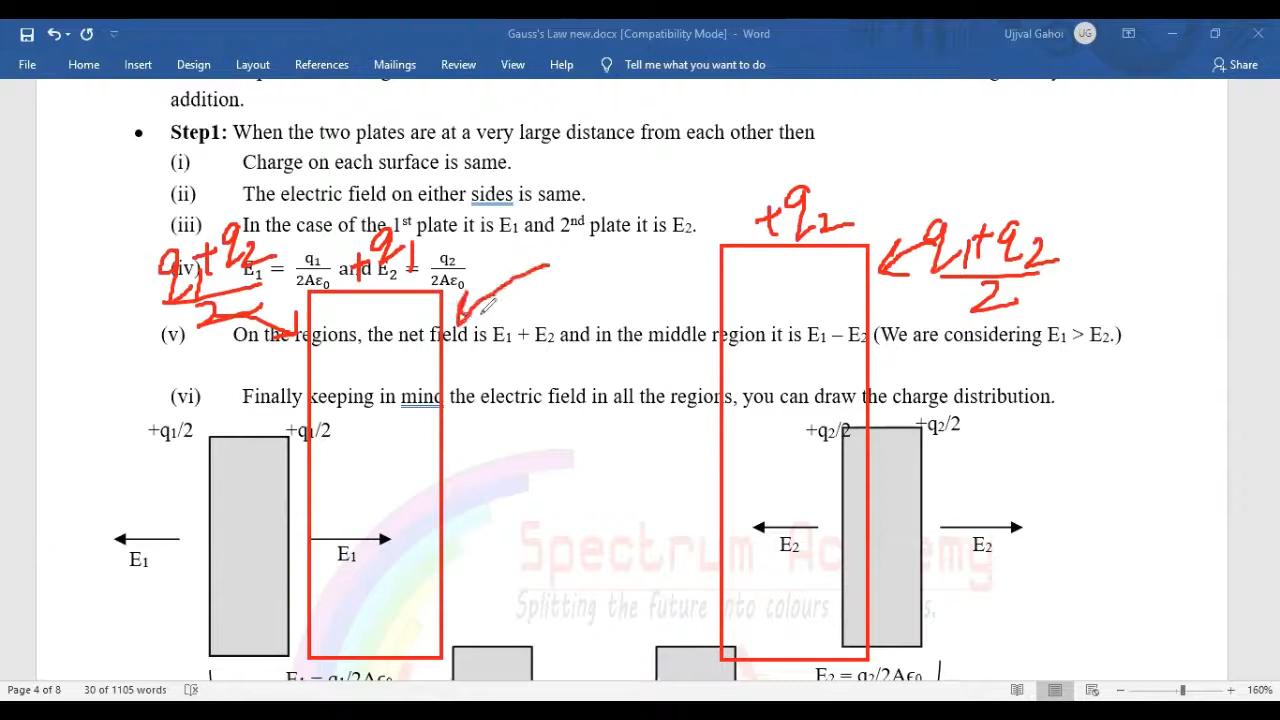 Gauss's Law new.docx [Compatibility Mode] - Word
Ujjval Gahoi UG
File Home Insert Design Layout References Mailings Review View Help Tell me what you want to do Share
addition.
• Step1: When the two plates are at a very large distance from each other then
(i) Charge on each surface is same.
(ii) The electric field on either sides is same.
+q2
(iii) In the case of the 1st plate it is E1 and 2nd plate it is E2.
q1+q2/2
+q1
q1+q2/2
(iv) E1 = q1/2Aε0 and E2 = q2/2Aε0
(v) On the regions, the net field is E1 + E2 and in the middle region it is E1 – E2 (We are considering E1 > E2.)
(vi) Finally keeping in mind the electric field in all the regions, you can draw the charge distribution.
+q1/2 +q1/2 +q2/2 +q2/2
E1 E1 E2 E2
Spectrum Academy
Splitting the future into colours
E1 = q1/2Aϵ0 E2 = q2/2Aϵ0
Page 4 of 8 30 of 1105 words 160%